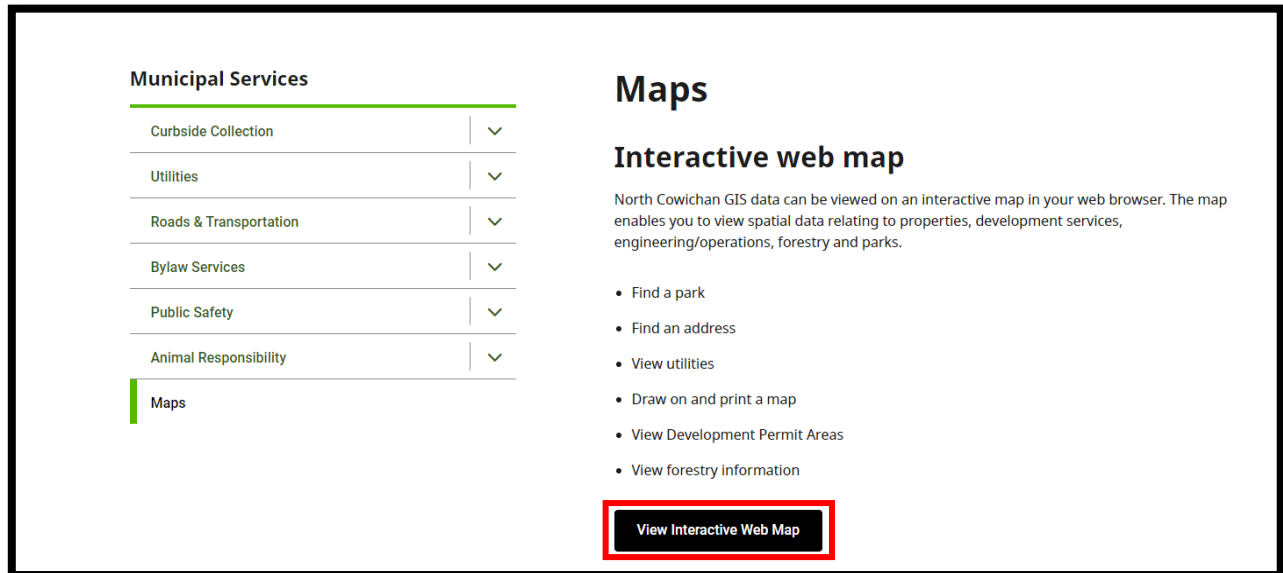 Municipal Services
Curbside Collection
Utilities
Roads & Transportation
Bylaw Services
Public Safety
Animal Responsibility
Maps
Maps
Interactive web map
North Cowichan GIS data can be viewed on an interactive map in your web browser. The map
enables you to view spatial data relating to properties, development services,
engineering/operations, forestry and parks.
• Find a park
• Find an address
• View utilities
• Draw on and print a map
• View Development Permit Areas
• View forestry information
View Interactive Web Map